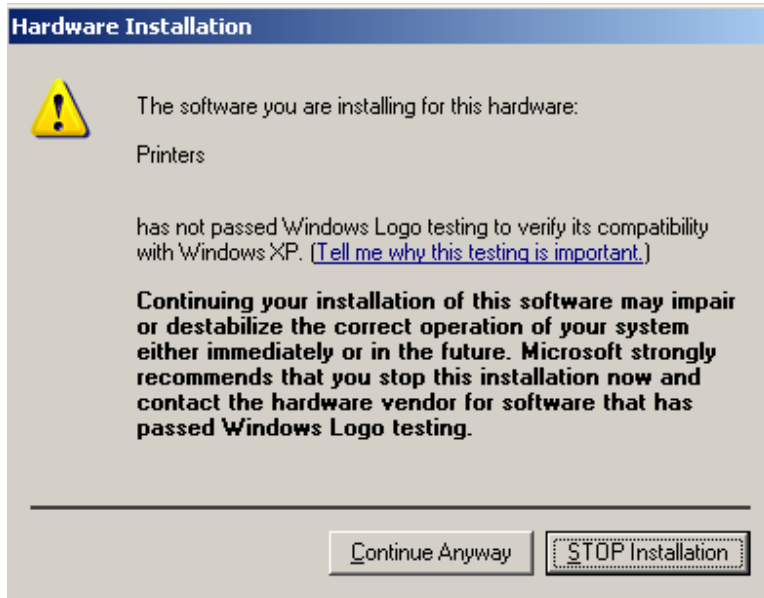 Hardware Installation
The software you are installing for this hardware:
Printers
has not passed Windows Logo testing to verify its compatibility
with Windows XP. (Tell me why this testing is important.)
Continuing your installation of this software may impair
or destabilize the correct operation of your system
either immediately or in the future. Microsoft strongly
recommends that you stop this installation now and
contact the hardware vendor for software that has
passed Windows Logo testing.
Continue Anyway
STOP Installation